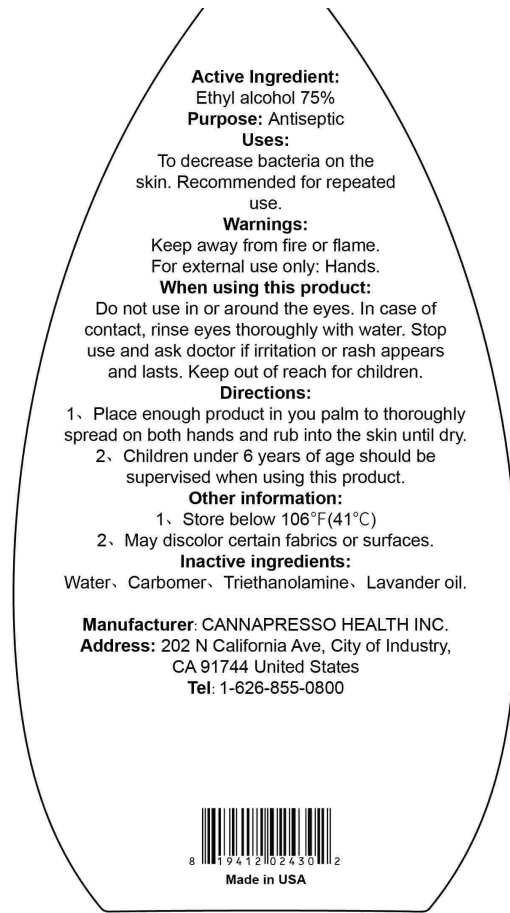 Active Ingredient:
Ethyl alcohol 75%
Purpose: Antiseptic
Uses:
To decrease bacteria on the
skin. Recommended for repeated
use.
Warnings:
Keep away from fire or flame.
For external use only: Hands.
When using this product:
Do not use in or around the eyes. In case of
contact, rinse eyes thoroughly with water. Stop
use and ask doctor if irritation or rash appears
and lasts. Keep out of reach for children.
Directions:
1、Place enough product in you palm to thoroughly
spread on both hands and rub into the skin until dry.
2、Children under 6 years of age should be
supervised when using this product.
Other information:
1、Store below 106°F(41℃)
2、May discolor certain fabrics or surfaces.
Inactive ingredients:
Water、Carbomer、Triethanolamine、Lavander oil.
Manufacturer: CANNAPRESSO HEALTH INC.
Address: 202 N California Ave, City of Industry,
CA 91744 United States
Tel: 1-626-855-0800
8 19412 02430 2
Made in USA